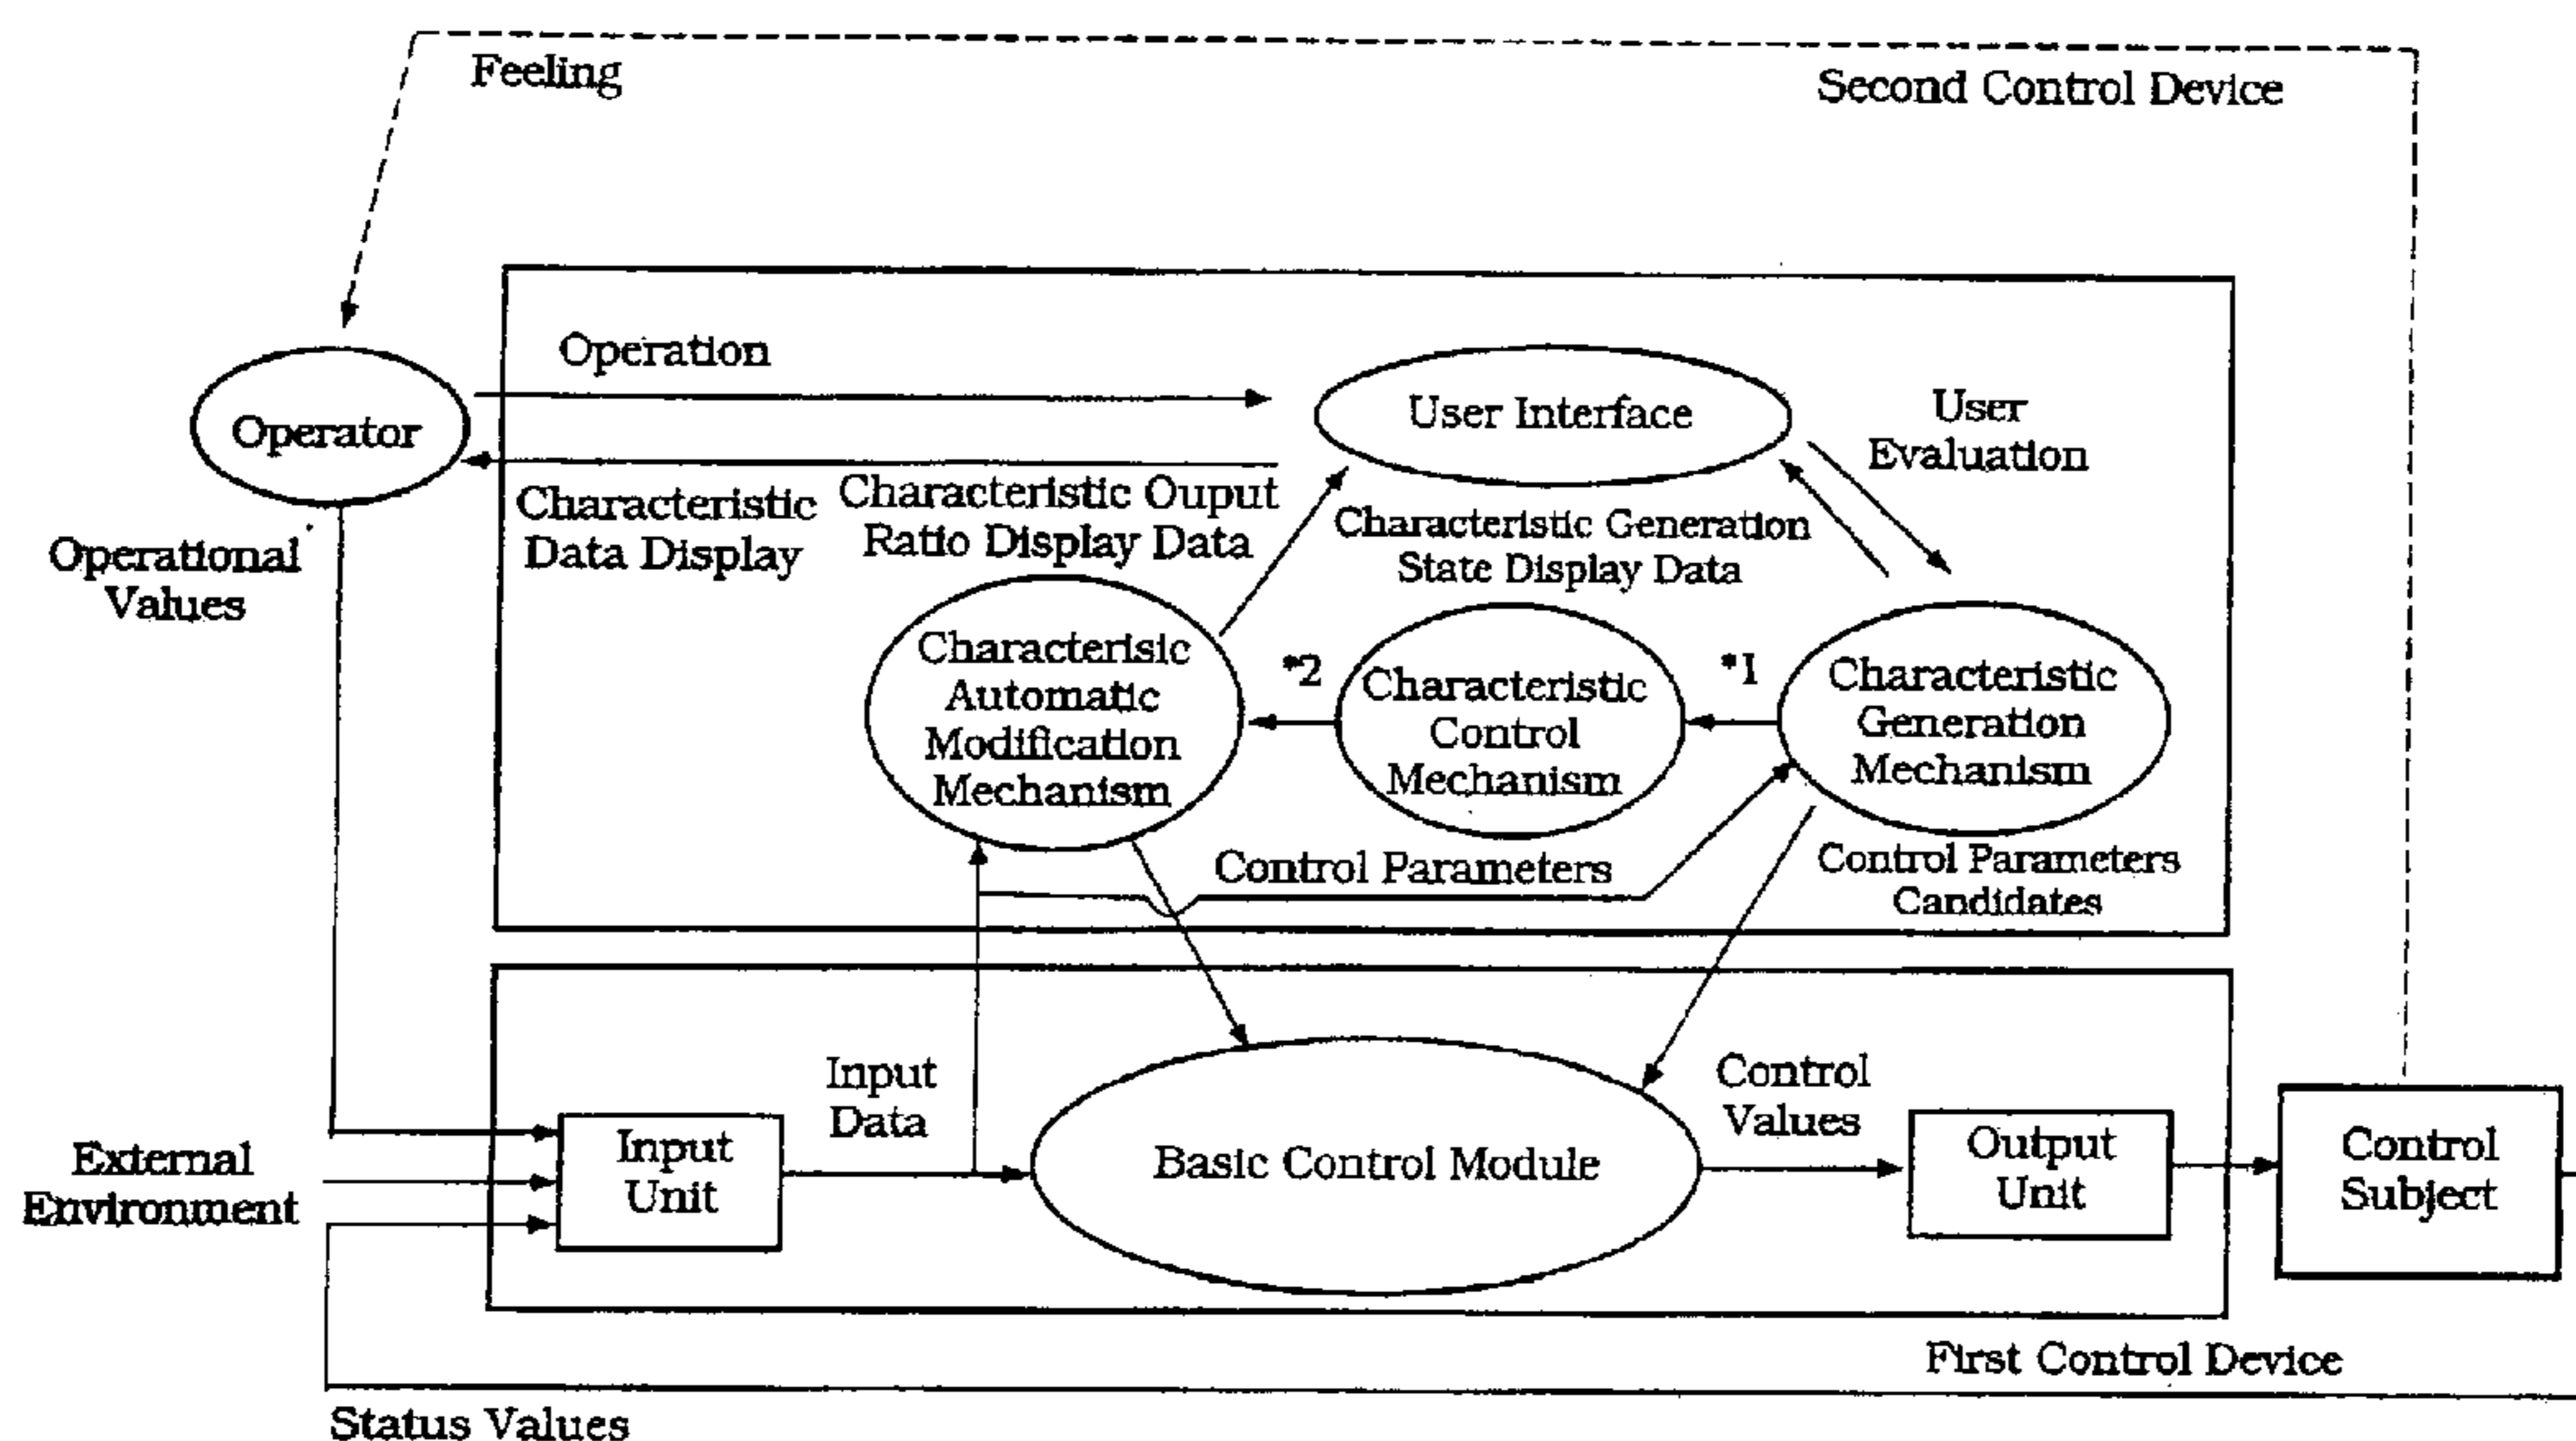 Feeling
Second Control Device
Operation
User Interface
User
Evaluation
Operator
Characteristic
Data Display
Characteristic Ouput
Ratio Display Data
Characteristic Generation
State Display Data
Operational
Values
Characterisic
Automatic
Modification
Mechanism
*2
Characteristic
Control
Mechanism
*1
Characteristic
Generation
Mechanism
Control Parameters
Control Parameters
Candidates
Input
Data
Control
Values
External
Environment
Input
Unit
Basic Control Module
Output
Unit
Control
Subject
First Control Device
Status Values